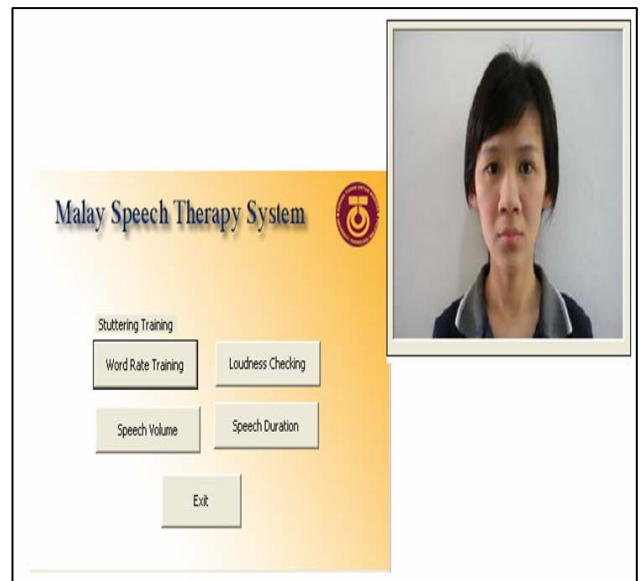 Malay Speech Therapy System
Stuttering Training
Word Rate Training
Loudness Checking
Speech Volume
Speech Duration
Exit